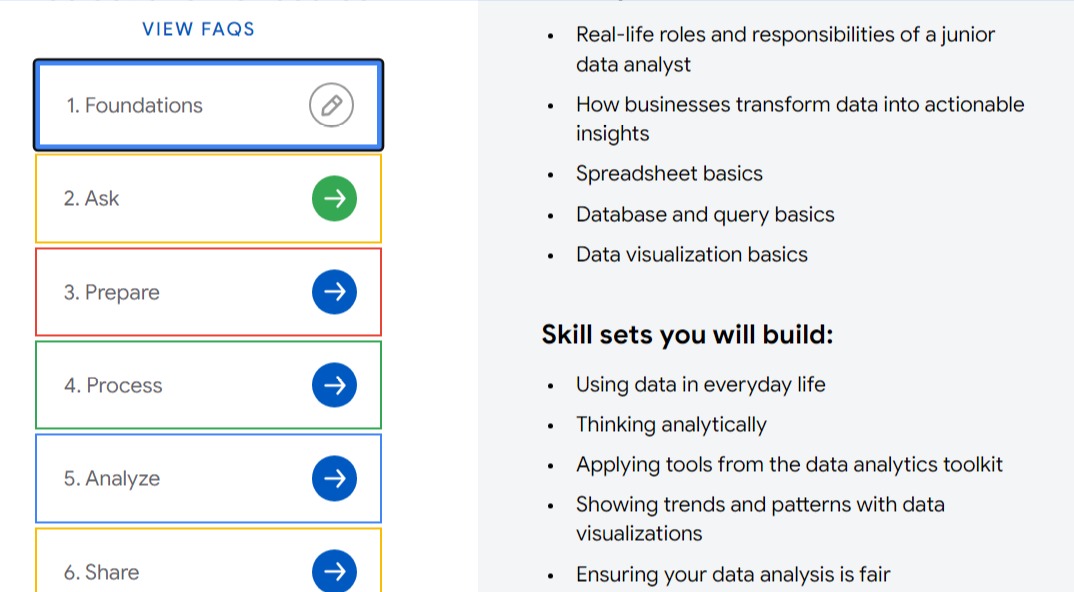 VIEW FAQS
1. Foundations
2. Ask
3. Prepare
4. Process
5. Analyze
6. Share
Real-life roles and responsibilities of a junior
data analyst
How businesses transform data into actionable
insights
Spreadsheet basics
Database and query basics
Data visualization basics
Skill sets you will build:
Using data in everyday life
Thinking analytically
Applying tools from the data analytics toolkit
Showing trends and patterns with data
visualizations
Ensuring your data analysis is fair